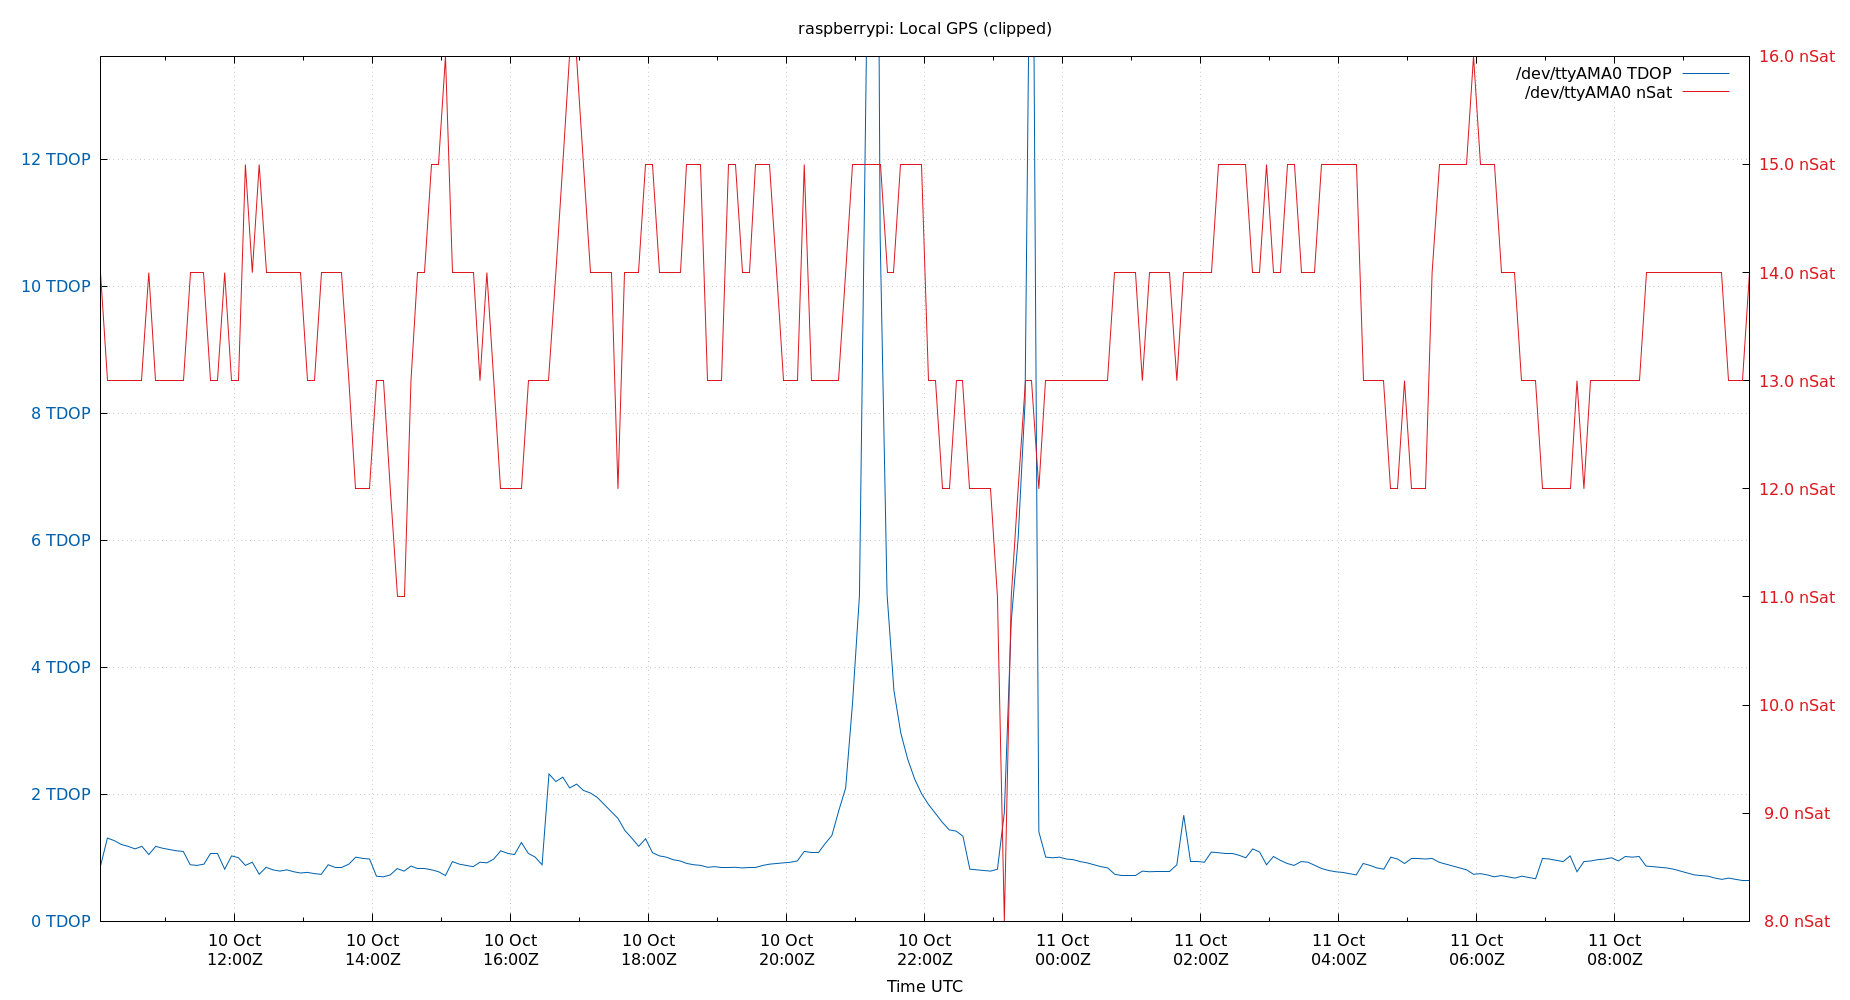 raspberrypi: Local GPS (clipped)
/dev/ttyAMA0 TDOP
/dev/ttyAMA0 nSat
12 TDOP
10 TDOP
8 TDOP
6 TDOP
4 TDOP
2 TDOP
0 TDOP
16.0 nSat
15.0 nSat
14.0 nSat
13.0 nSat
12.0 nSat
11.0 nSat
10.0 nSat
9.0 nSat
8.0 nSat
10 Oct 10 Oct 10 Oct 10 Oct 10 Oct 10 Oct 11 Oct 11 Oct 11 Oct 11 Oct 11 Oct
12:00Z 14:00Z 16:00Z 18:00Z 20:00Z 22:00Z 00:00Z 02:00Z 04:00Z 06:00Z 08:00Z
Time UTC